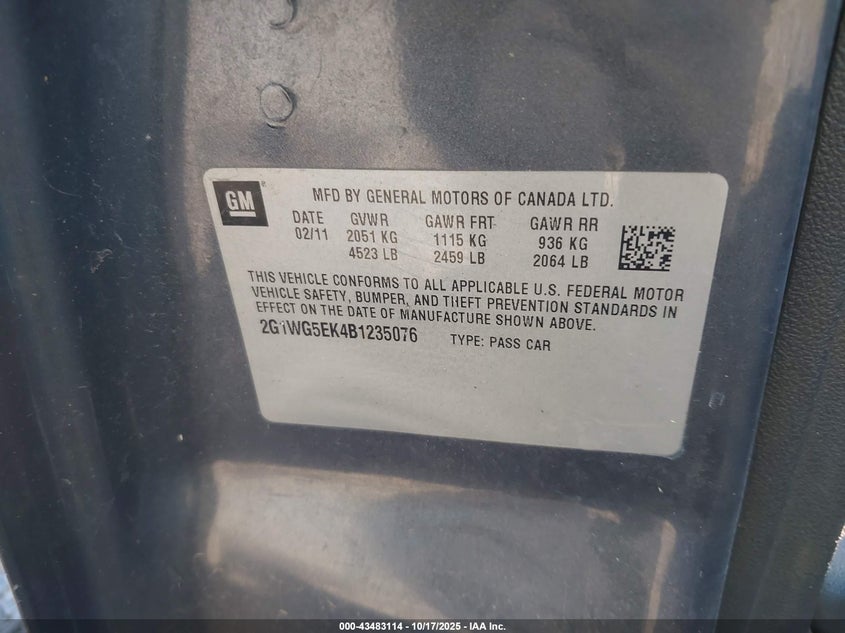 GM
MFD BY GENERAL MOTORS OF CANADA LTD.
DATE GVWR GAWR FRT GAWR RR
02/11 2051 KG 1115 KG 936 KG
4523 LB 2459 LB 2064 LB
THIS VEHICLE CONFORMS TO ALL APPLICABLE U.S. FEDERAL MOTOR
VEHICLE SAFETY, BUMPER, AND THEFT PREVENTION STANDARDS IN
EFFECT ON THE DATE OF MANUFACTURE SHOWN ABOVE.
2G1WG5EK4B1235076 TYPE: PASS CAR
000-43483114 - 10/17/2025 - IAA Inc.